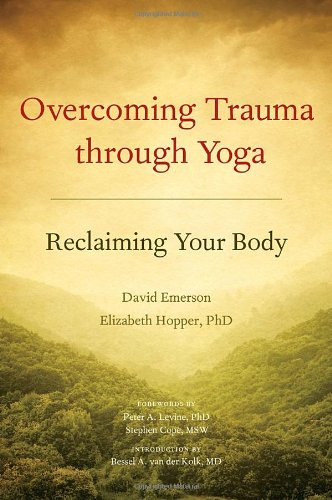 Overcoming Trauma
through Yoga
Reclaiming Your Body
David Emerson
Elizabeth Hopper, PhD
FOREWORDS BY
Peter A. Levine, PhD
Stephen Cope, MSW
INTRODUCTION BY
Bessel A. van der Kolk, MD